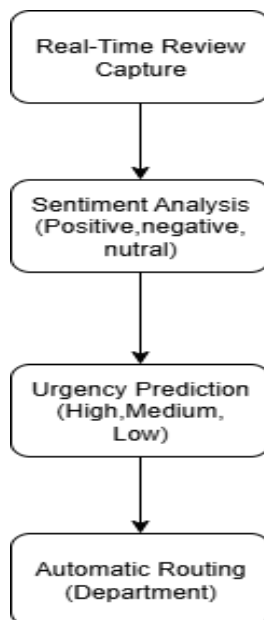 Real-Time Review
Capture
Sentiment Analysis
(Positive,negative,
nutral)
Urgency Prediction
(High,Medium,
Low)
Automatic Routing
(Department)